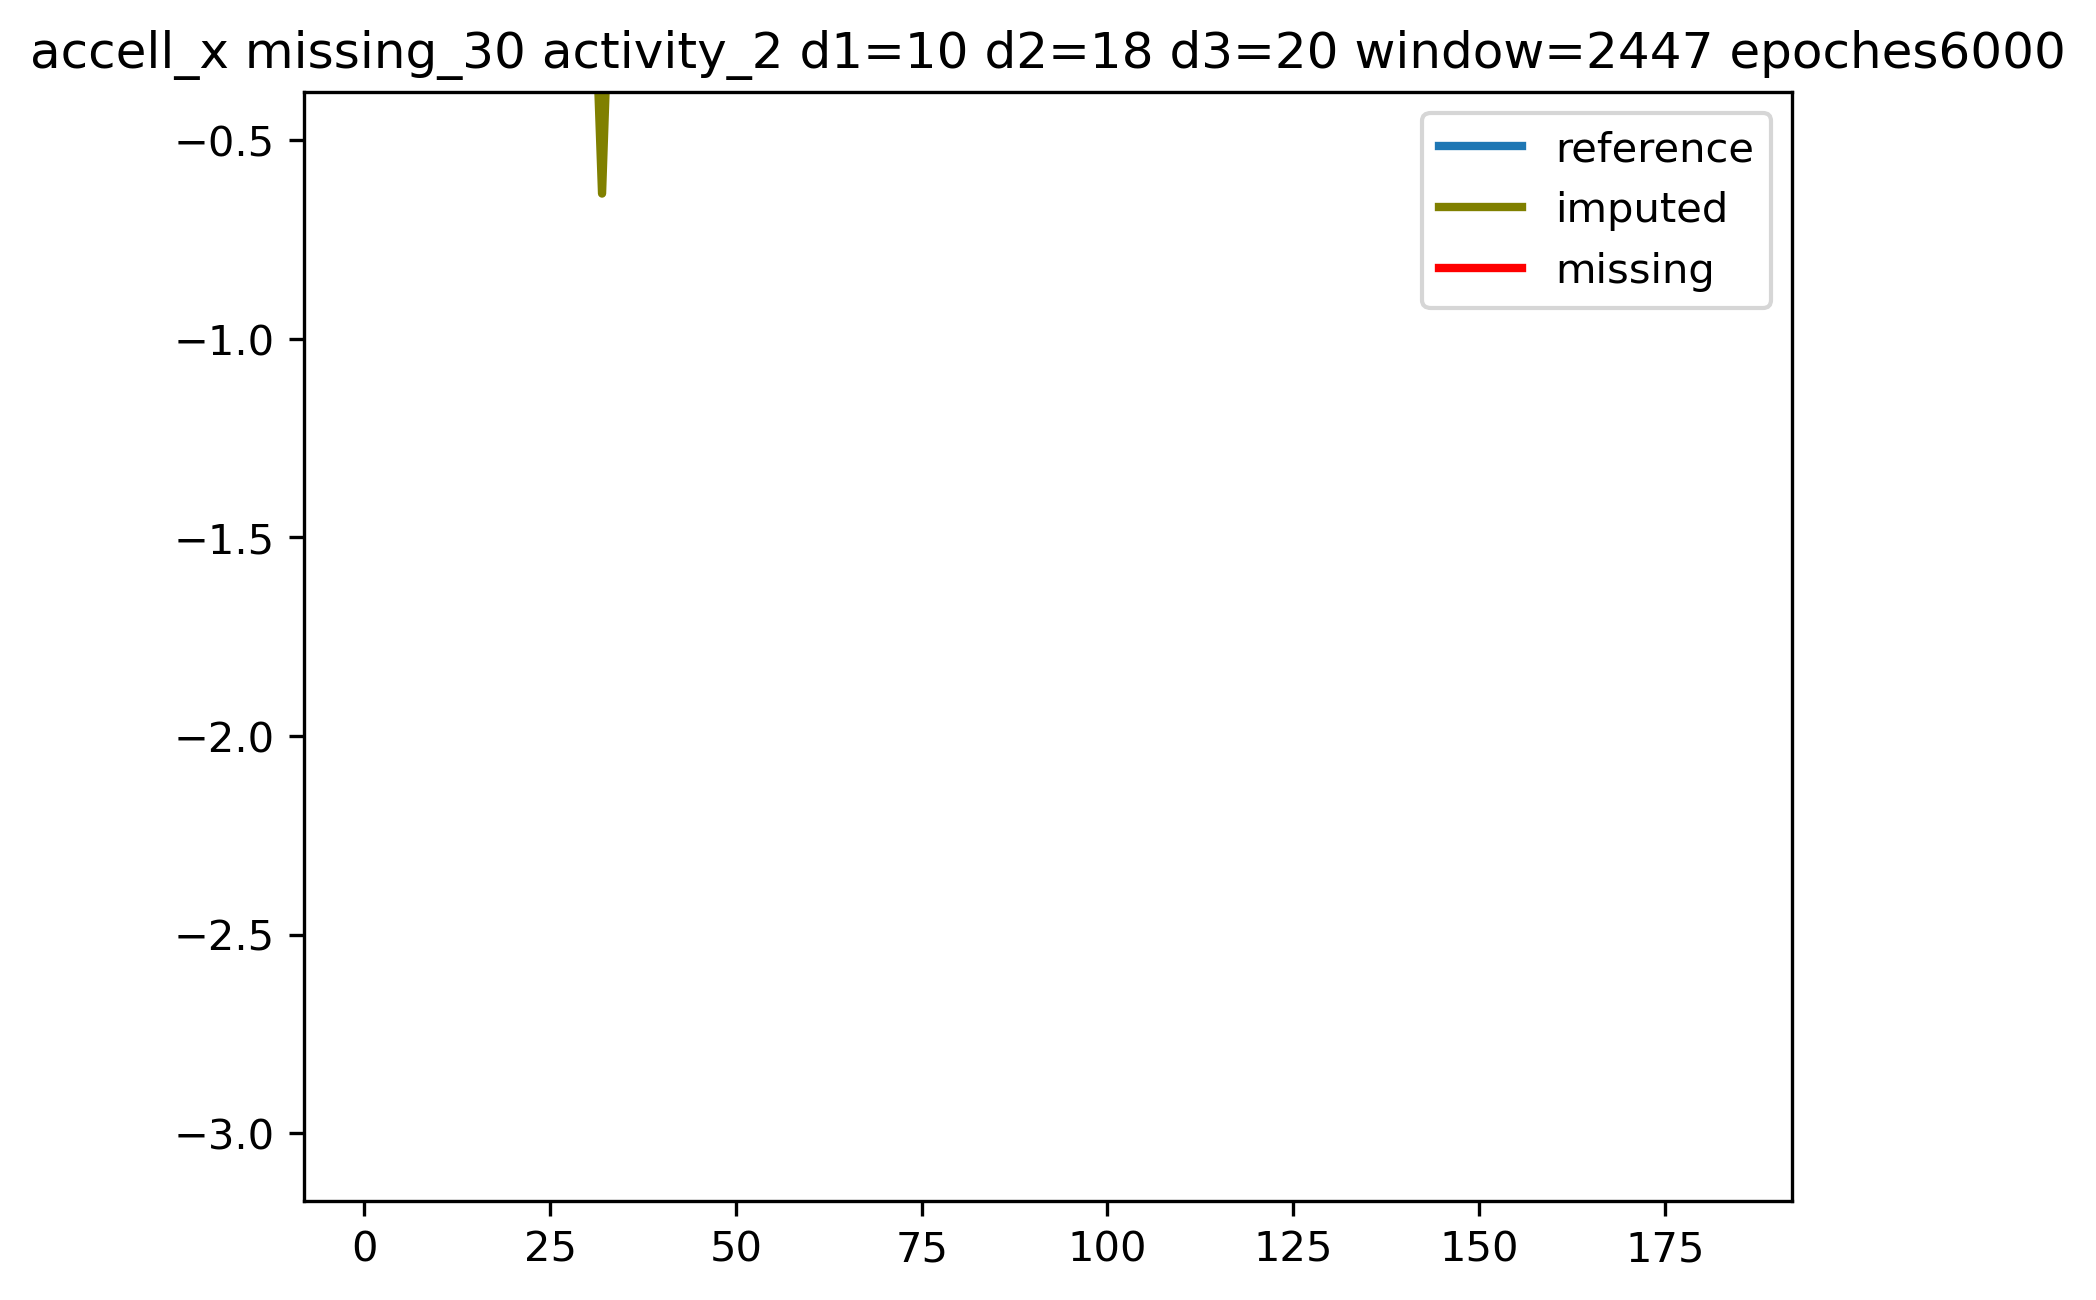 accell_x missing_30 activity_2 d1=10 d2=18 d3=20 window=2447 epoches6000
reference
imputed
missing
−0.5
−1.0
−1.5
−2.0
−2.5
−3.0
0 25 50 75 100 125 150 175